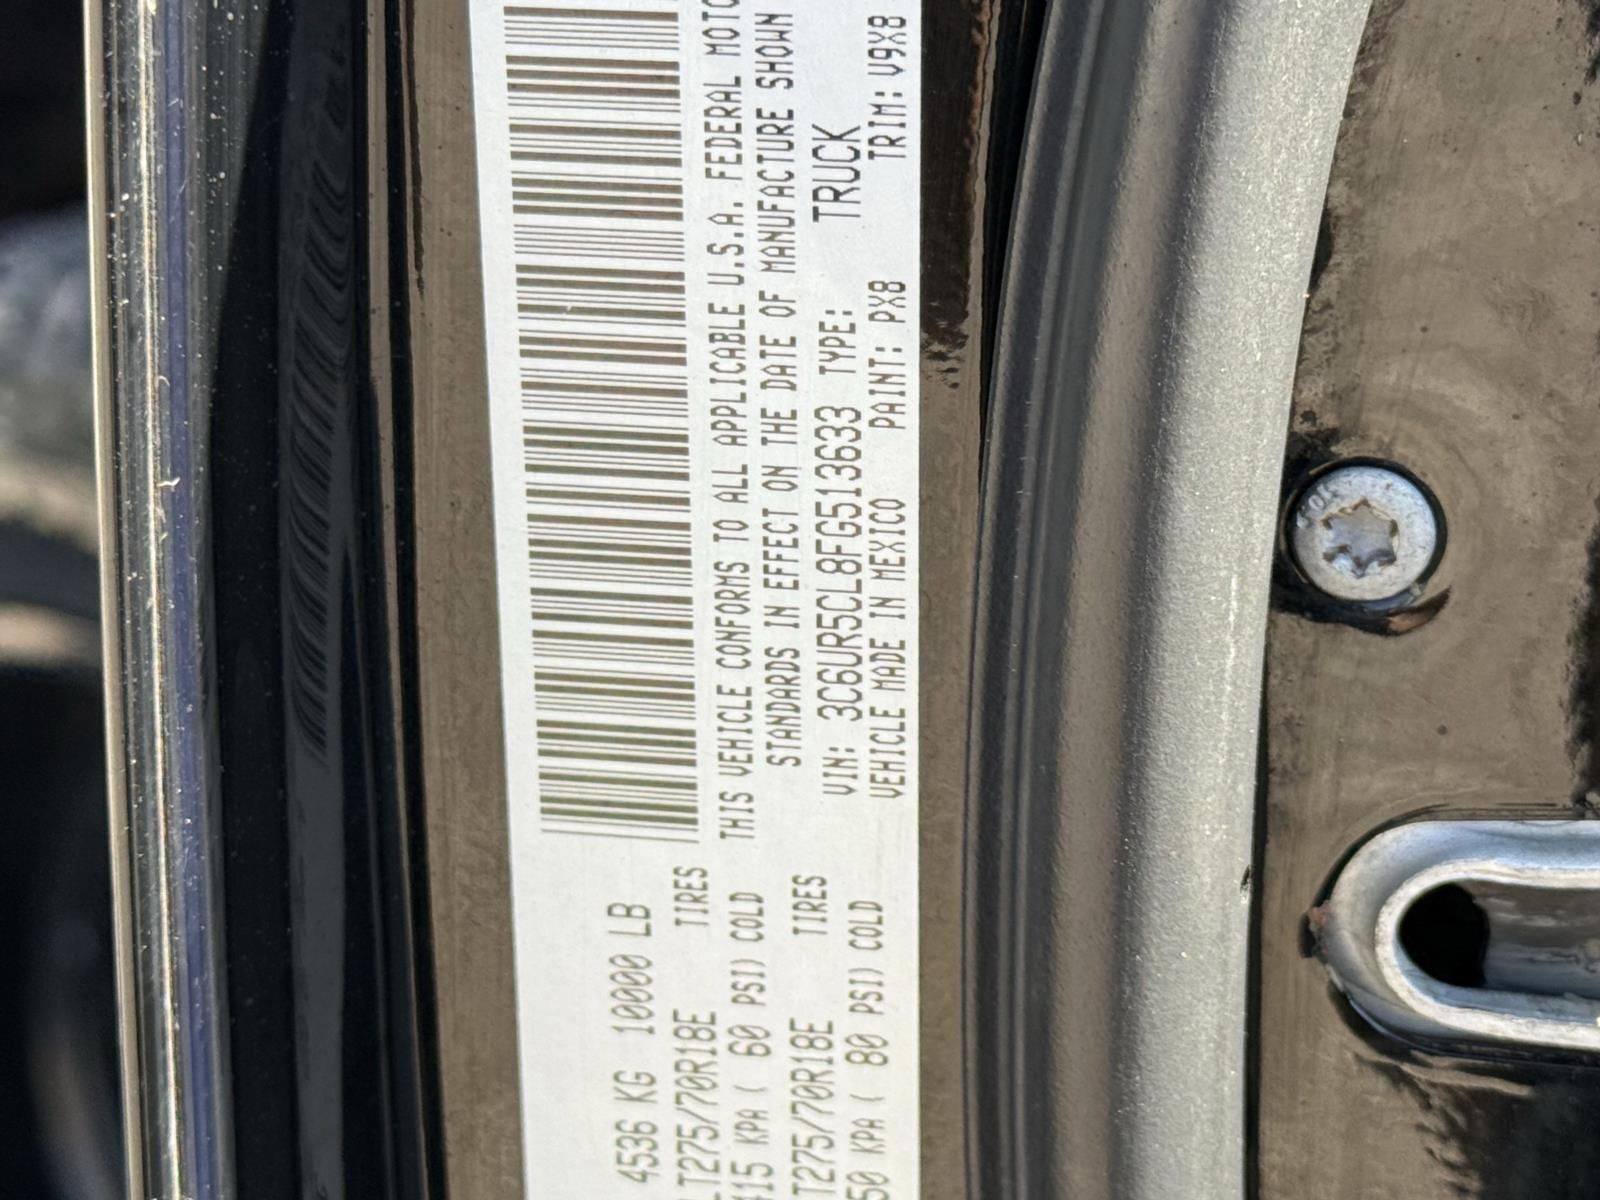 4536 KG 10000 LB
LT275/70R18E TIRES
415 KPA ( 60 PSI) COLD
LT275/70R18E TIRES
50 KPA ( 80 PSI) COLD
THIS VEHICLE CONFORMS TO ALL APPLICABLE U.S.A. FEDERAL MOTO
STANDARDS IN EFFECT ON THE DATE OF MANUFACTURE SHOWN
VIN: 3C6UR5CL8FG513633 TYPE: TRUCK
VEHICLE MADE IN MEXICO PAINT: PX8 TRIM: V9X8